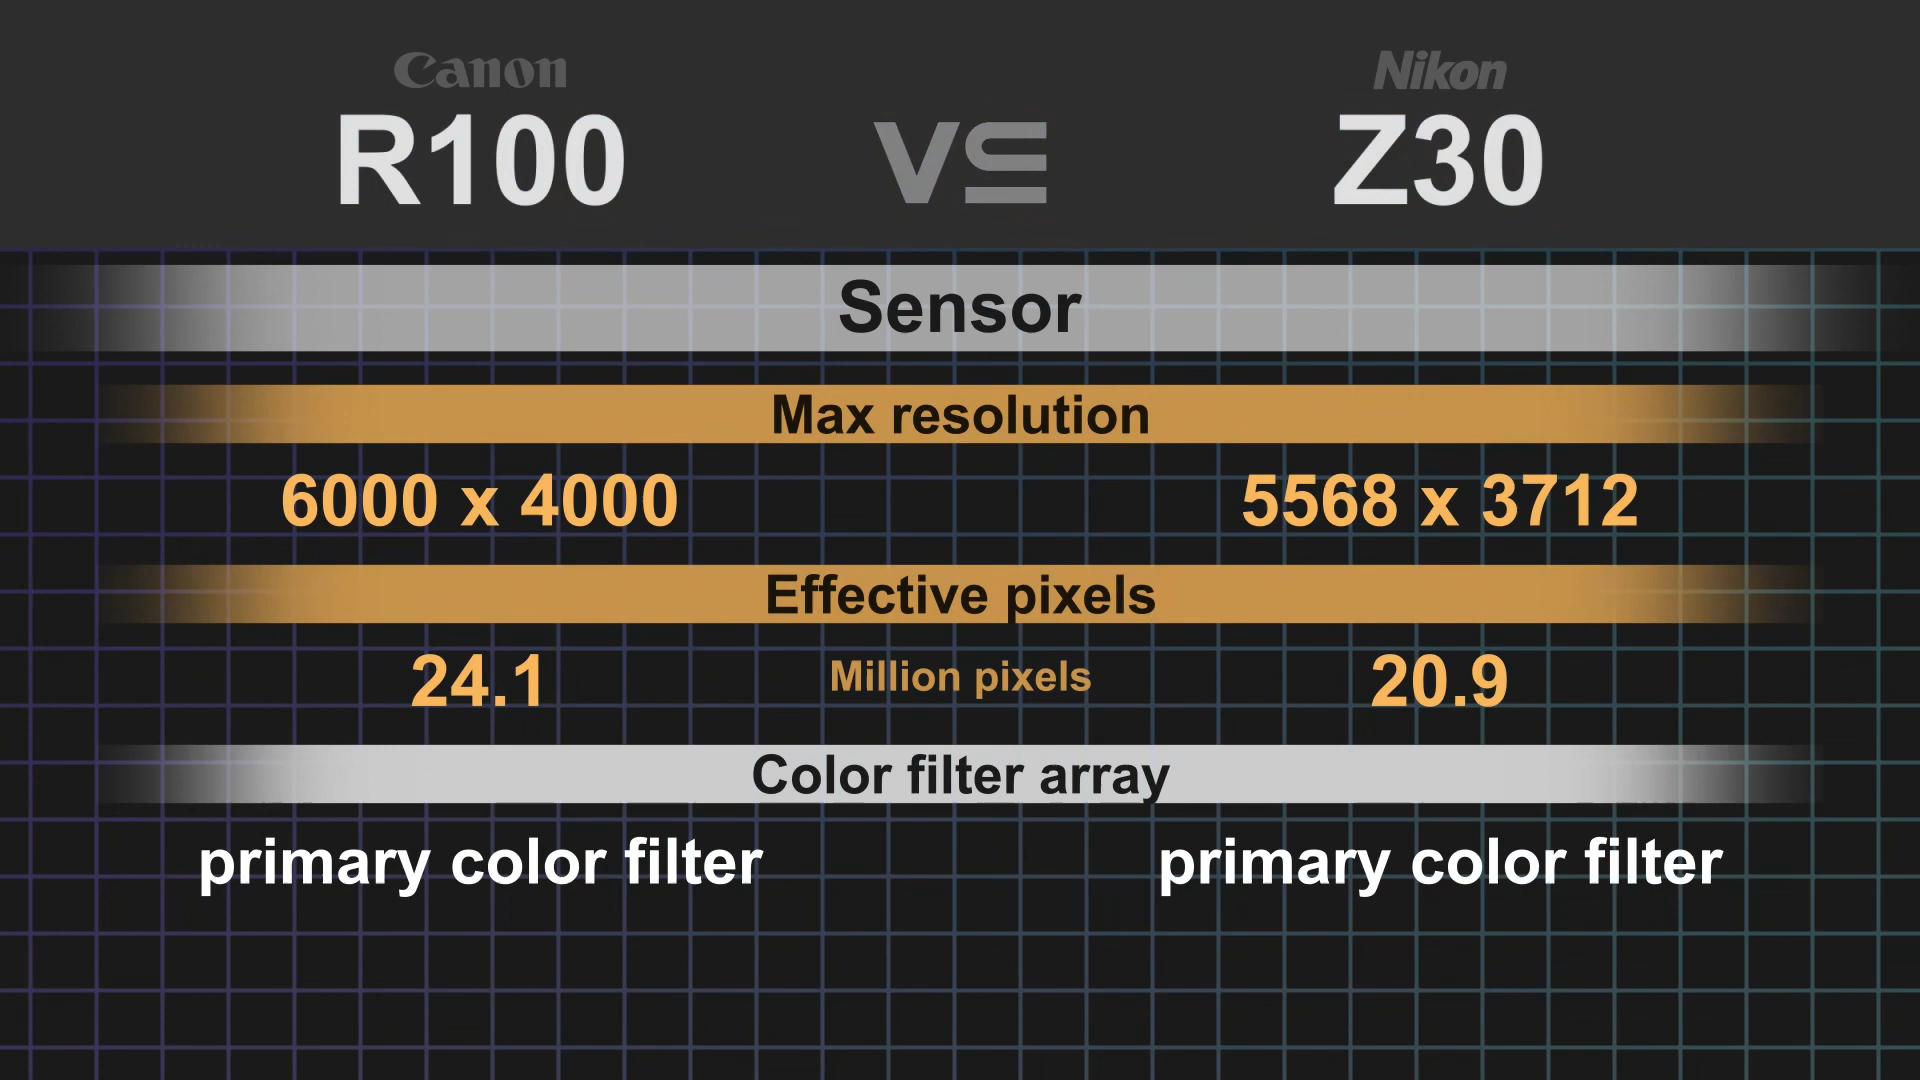 Canon
Nikon
R100
VS
Z30
Sensor
Max resolution
6000 x 4000
5568 x 3712
Effective pixels
24.1
Million pixels
20.9
Color filter array
primary color filter
primary color filter